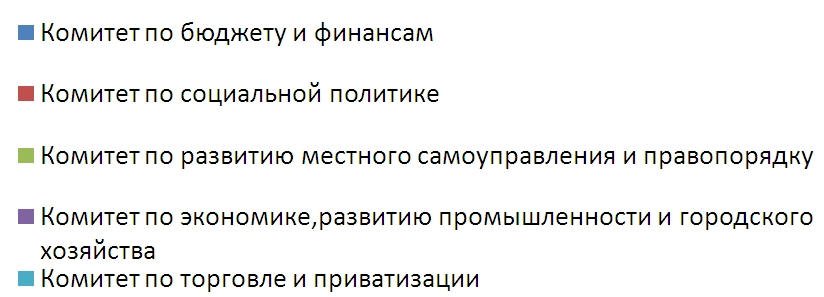 Комитет по бюджету и финансам
Комитет по социальной политике
Комитет по развитию местного самоуправления и правопорядку
Комитет по экономике,развитию промышленности и городского
хозяйства
Комитет по торговле и приватизации